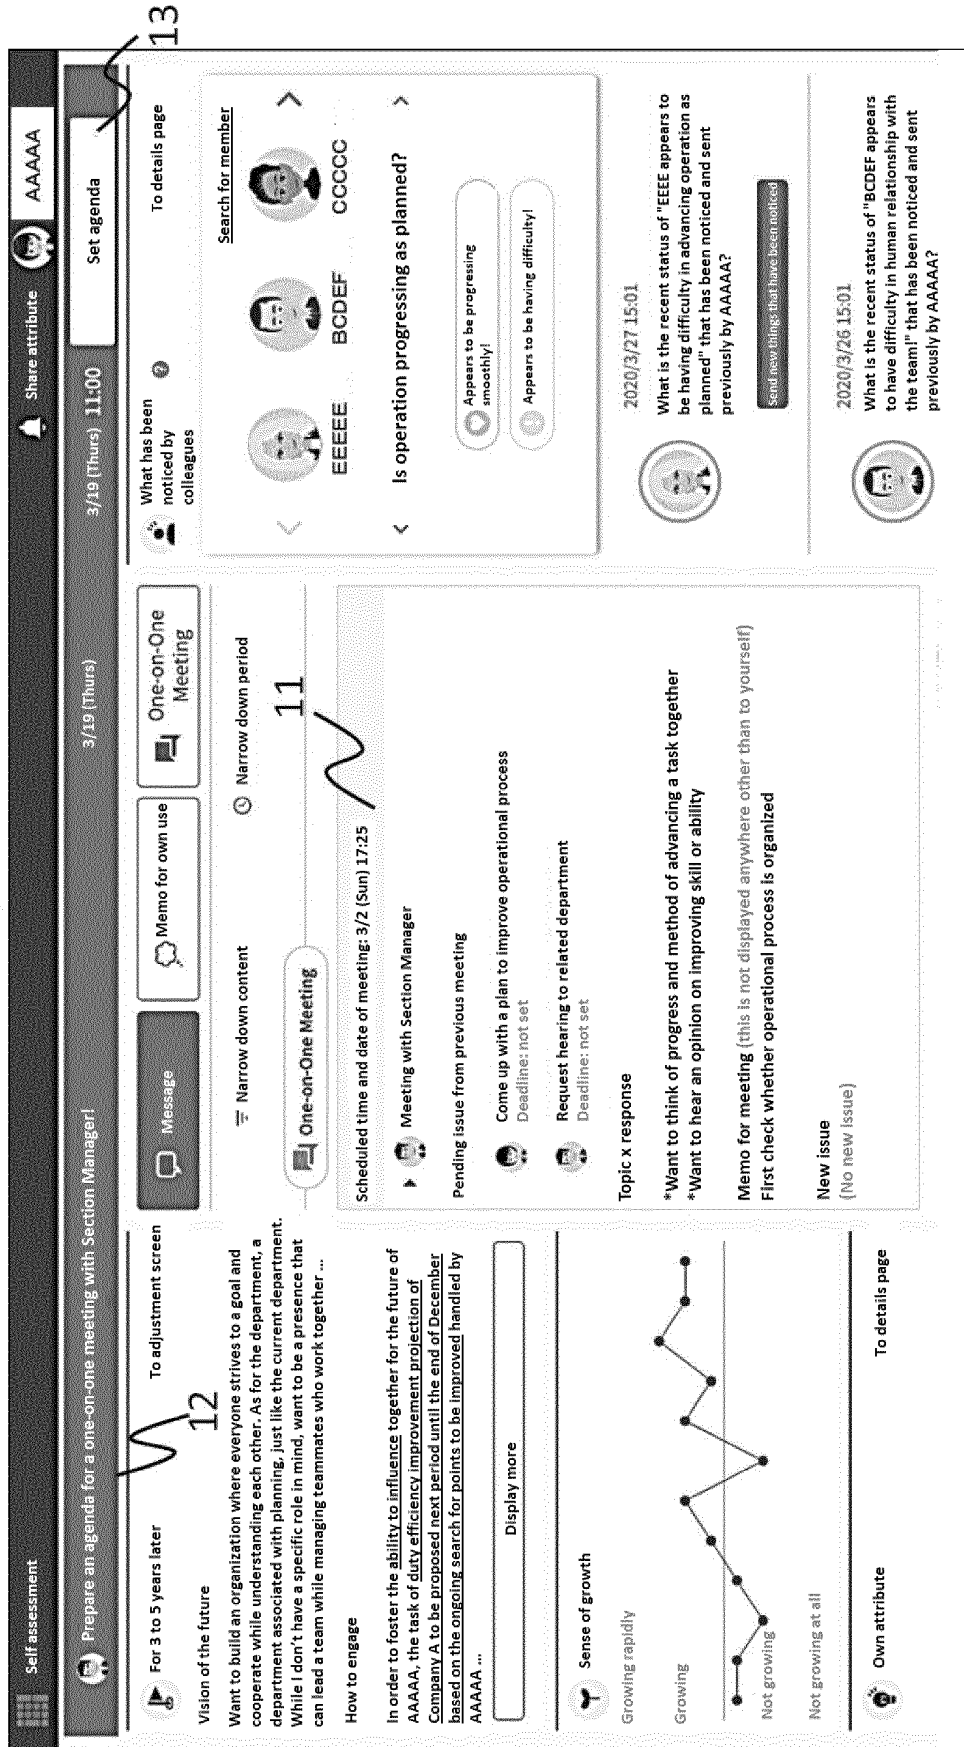 Self assessment
Share attribute
AAAAA
Prepare an agenda for a one-on-one meeting with Section Manager!
3/19 (Thurs)
3/19 (Thurs) 11:00
Set agenda
13
12
For 3 to 5 years later
To adjustment screen
Vision of the future
Want to build an organization where everyone strives to a goal and
cooperate while understanding each other. As for the department, a
department associated with planning, just like the current department.
While I don't have a specific role in mind, want to be a presence that
can lead a team while managing teammates who work together ...
How to engage
In order to foster the ability to influence together for the future of
AAAAA, the task of duty efficiency improvement projection of
Company A to be proposed next period until the end of December
based on the ongoing search for points to be improved handled by
AAAAA ...
Display more
Sense of growth
Growing rapidly
Growing
Not growing
Not growing at all
Own attribute
To details page
Message
Memo for own use
One-on-One
Meeting
Narrow down content
Narrow down period
One-on-One Meeting
11
Scheduled time and date of meeting: 3/2 (Sun) 17:25
Meeting with Section Manager
Pending issue from previous meeting
Come up with a plan to improve operational process
Deadline: not set
Request hearing to related department
Deadline: not set
Topic x response
*Want to think of progress and method of advancing a task together
*Want to hear an opinion on improving skill or ability
Memo for meeting (this is not displayed anywhere other than to yourself)
First check whether operational process is organized
New issue
(No new issue)
What has been
noticed by
colleagues
?
To details page
Search for member
EEEEE
BCDEF
CCCCC
Is operation progressing as planned?
Appears to be progressing
smoothly!
Appears to be having difficulty!
2020/3/27 15:01
What is the recent status of "EEEE appears to
be having difficulty in advancing operation as
planned" that has been noticed and sent
previously by AAAAA?
Send new things that have been noticed
2020/3/26 15:01
What is the recent status of "BCDEF appears
to have difficulty in human relationship with
the team!" that has been noticed and sent
previously by AAAAA?